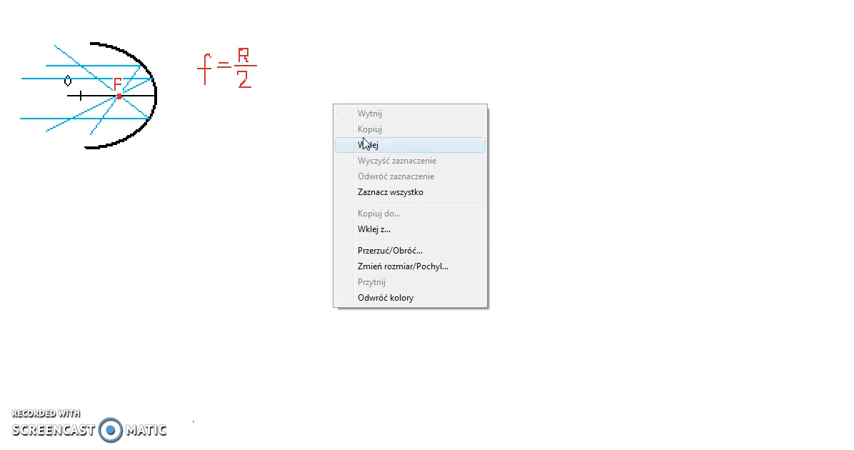 O
F
f = R/2
Wytnij
Kopiuj
Wklej
Wyczyść zaznaczenie
Odwróć zaznaczenie
Zaznacz wszystko
Kopiuj do...
Wklej z...
Przerzuć/Obróć...
Zmień rozmiar/Pochyl...
Przytnij
Odwróć kolory
RECORDED WITH
SCREENCAST MATIC